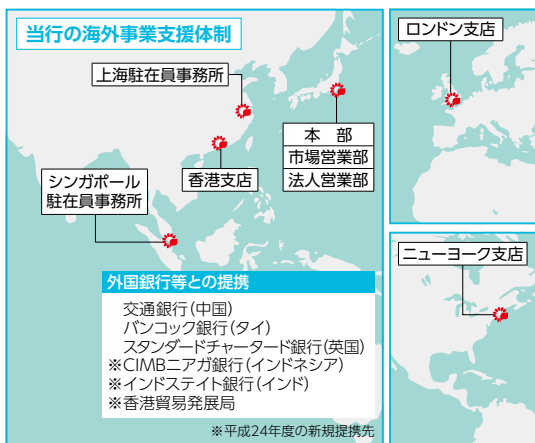 当行の海外事業支援体制
上海駐在員事務所
本 部
市場営業部
法人営業部
香港支店
シンガポール
駐在員事務所
外国銀行等との提携
交通銀行(中国)
バンコック銀行(タイ)
スタンダードチャータード銀行(英国)
※CIMBニアガ銀行(インドネシア)
※インドステイト銀行(インド)
※香港貿易発展局
※平成24年度の新規提携先
ロンドン支店
ニューヨーク支店